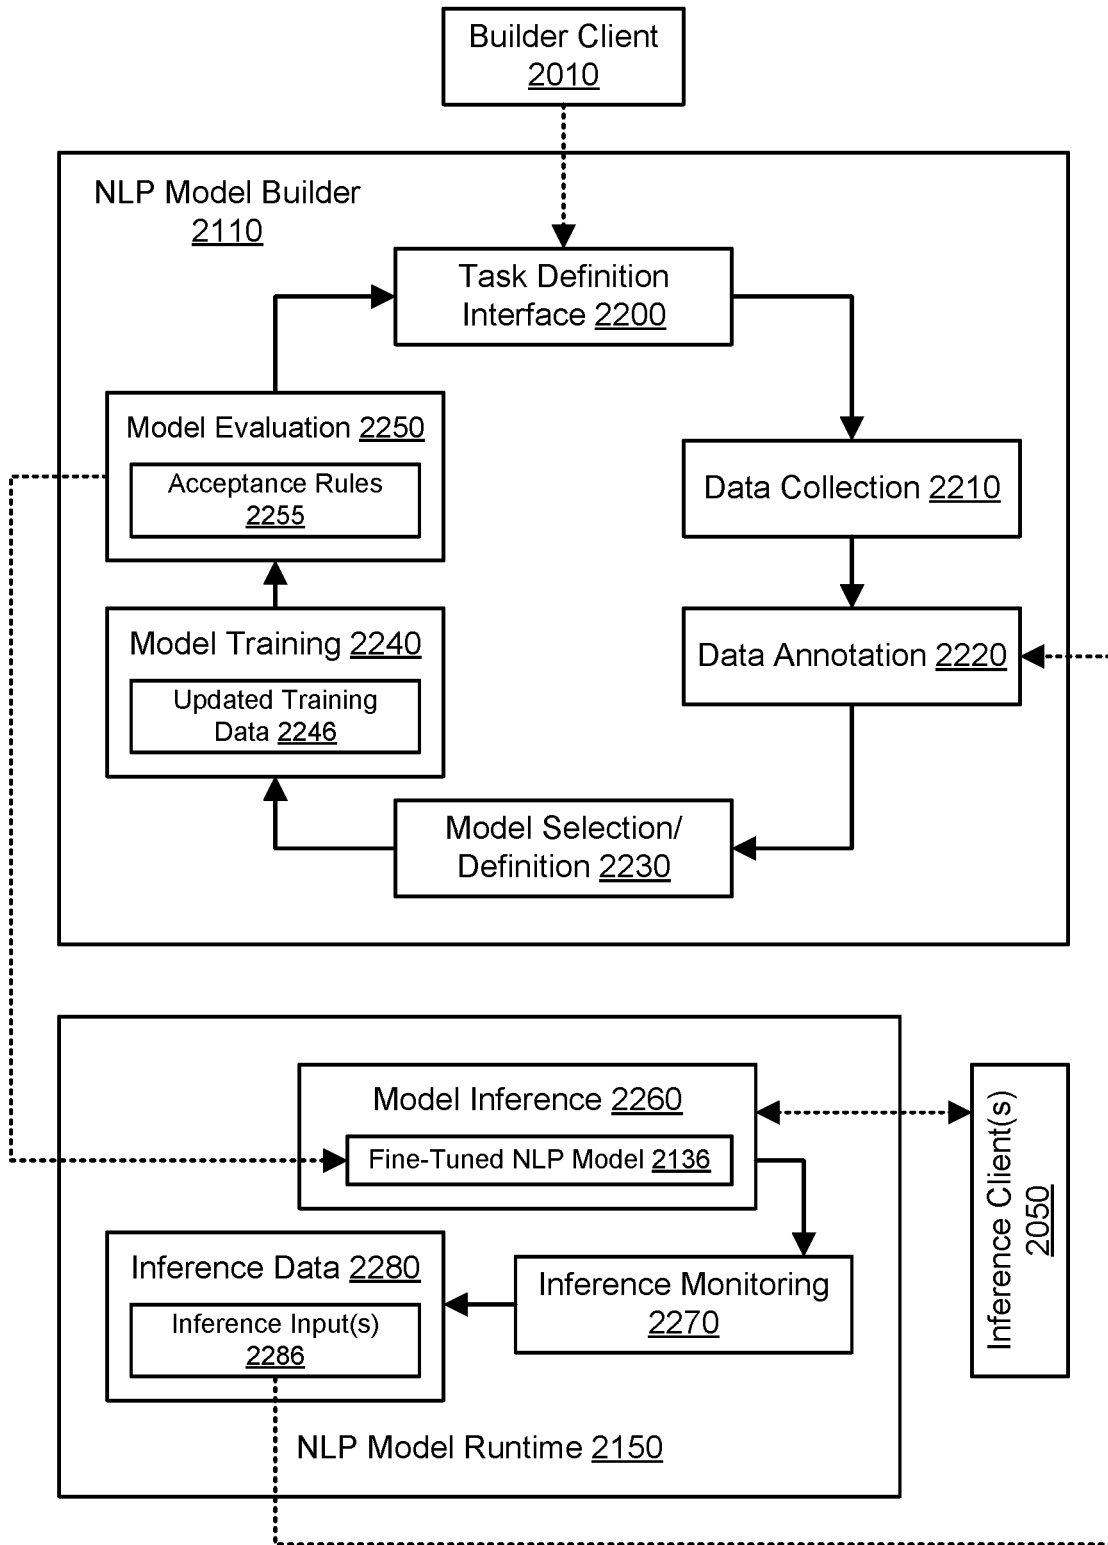 Builder Client
2010
NLP Model Builder
2110
Task Definition
Interface 2200
Model Evaluation 2250
Acceptance Rules
2255
Data Collection 2210
Model Training 2240
Updated Training
Data 2246
Data Annotation 2220
Model Selection/
Definition 2230
Model Inference 2260
Fine-Tuned NLP Model 2136
Inference Client(s)
2050
Inference Data 2280
Inference Input(s)
2286
Inference Monitoring
2270
NLP Model Runtime 2150